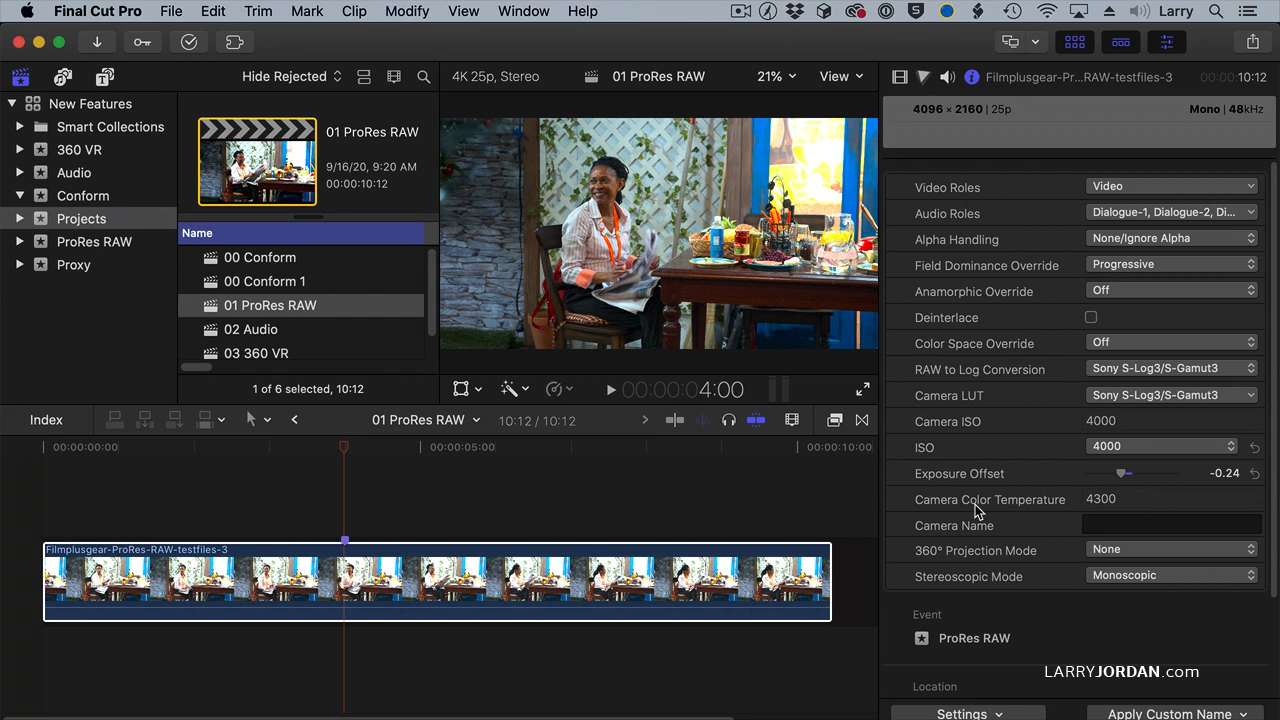 Final Cut Pro File Edit Trim Mark Clip Modify View Window Help Larry
Hide Rejected
4K 25p, Stereo
01 ProRes RAW
21%
View
Filmplusgear-Pr...RAW-testfiles-3
00:00:10:12
New Features
Smart Collections
360 VR
Audio
Conform
Projects
ProRes RAW
Proxy
01 ProRes RAW
9/16/20, 9:20 AM
00:00:10:12
Name
00 Conform
00 Conform 1
01 ProRes RAW
02 Audio
03 360 VR
1 of 6 selected, 10:12
00:00:04:00
4096 × 2160 | 25p
Mono | 48kHz
Video Roles Video
Audio Roles Dialogue-1, Dialogue-2, Di...
Alpha Handling None/Ignore Alpha
Field Dominance Override Progressive
Anamorphic Override Off
Deinterlace
Color Space Override Off
RAW to Log Conversion Sony S-Log3/S-Gamut3
Camera LUT Sony S-Log3/S-Gamut3
Camera ISO 4000
ISO 4000
Exposure Offset -0.24
Camera Color Temperature 4300
Camera Name
360° Projection Mode None
Stereoscopic Mode Monoscopic
Event
ProRes RAW
LARRYJORDAN.com
Location
Settings
Apply Custom Name
Index
01 ProRes RAW
10:12 / 10:12
00:00:00:00
00:00:05:00
00:00:10:00
Filmplusgear-ProRes-RAW-testfiles-3